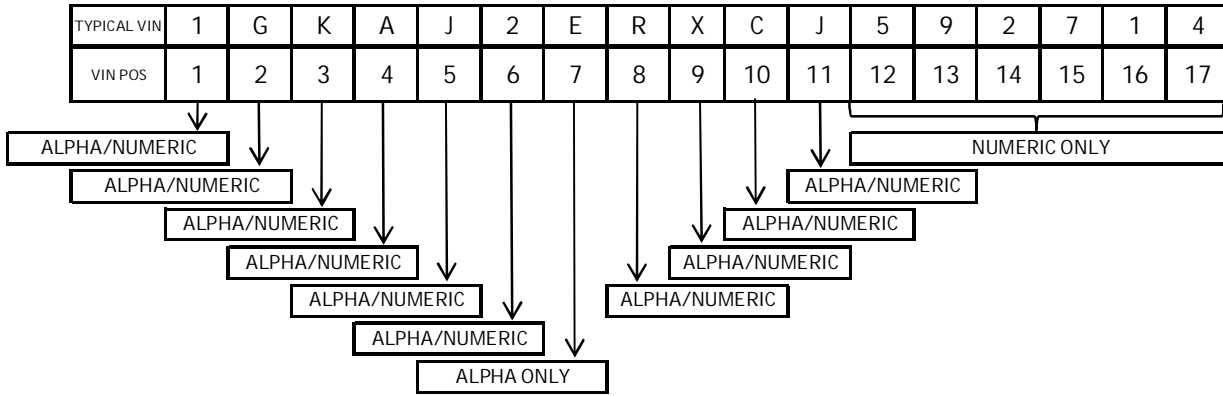 TYPICAL VIN 1 G K A J 2 E R X C J 5 9 2 7 1 4
VIN POS 1 2 3 4 5 6 7 8 9 10 11 12 13 14 15 16 17
ALPHA/NUMERIC NUMERIC ONLY
ALPHA/NUMERIC ALPHA/NUMERIC
ALPHA/NUMERIC ALPHA/NUMERIC
ALPHA/NUMERIC ALPHA/NUMERIC
ALPHA/NUMERIC ALPHA/NUMERIC
ALPHA/NUMERIC
ALPHA ONLY